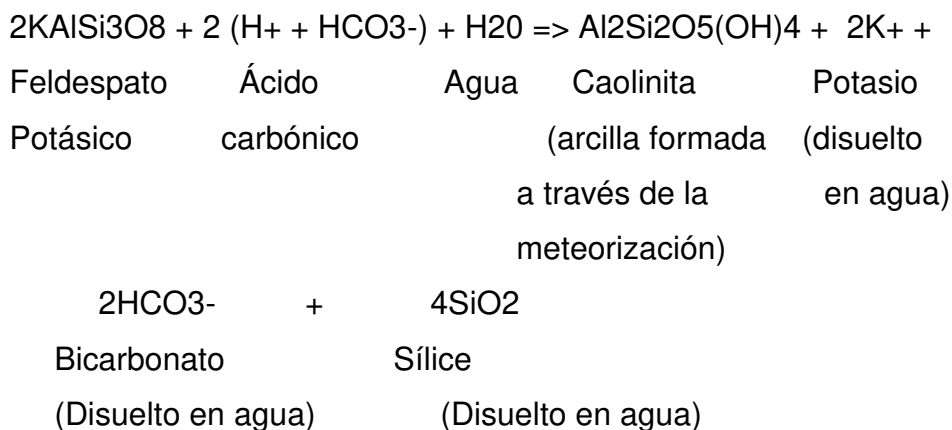 2KAlSi3O8 + 2 (H+ + HCO3-) + H20 => Al2Si2O5(OH)4 + 2K+ +
Feldespato Ácido Agua Caolinita Potasio
Potásico carbónico (arcilla formada (disuelto
a través de la en agua)
meteorización)
2HCO3- + 4SiO2
Bicarbonato Sílice
(Disuelto en agua) (Disuelto en agua)